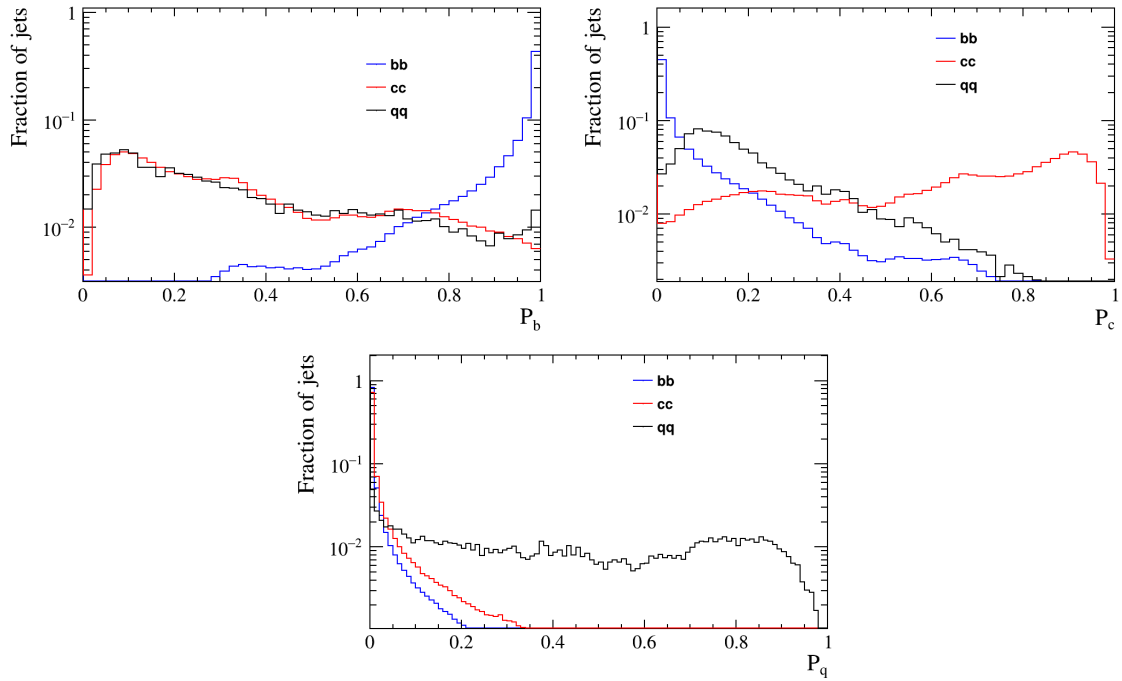 Fraction of jets
1
10⁻¹
10⁻²
bb
cc
qq
0 0.2 0.4 0.6 0.8 1
P_b
Fraction of jets
1
10⁻¹
10⁻²
bb
cc
qq
0 0.2 0.4 0.6 0.8 1
P_c
Fraction of jets
1
10⁻¹
10⁻²
bb
cc
qq
0 0.2 0.4 0.6 0.8 1
P_q